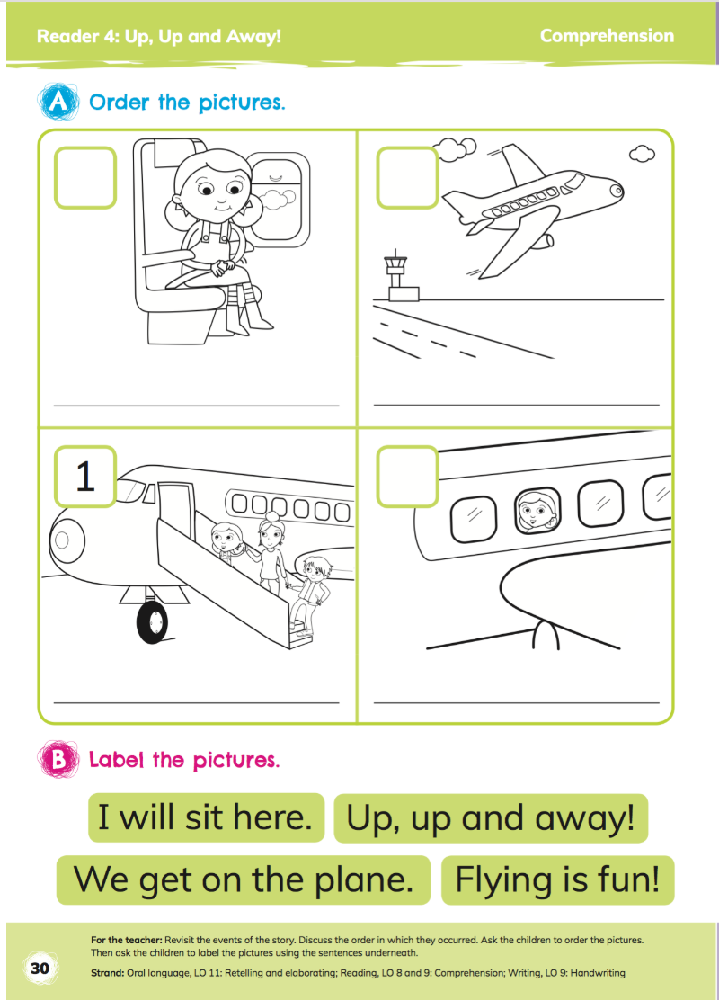 Reader 4: Up, Up and Away!
Comprehension
A Order the pictures.
1
B Label the pictures.
I will sit here.
Up, up and away!
We get on the plane.
Flying is fun!
For the teacher: Revisit the events of the story. Discuss the order in which they occurred. Ask the children to order the pictures.
Then ask the children to label the pictures using the sentences underneath.
Strand: Oral language, LO 11: Retelling and elaborating; Reading, LO 8 and 9: Comprehension; Writing, LO 9: Handwriting
30